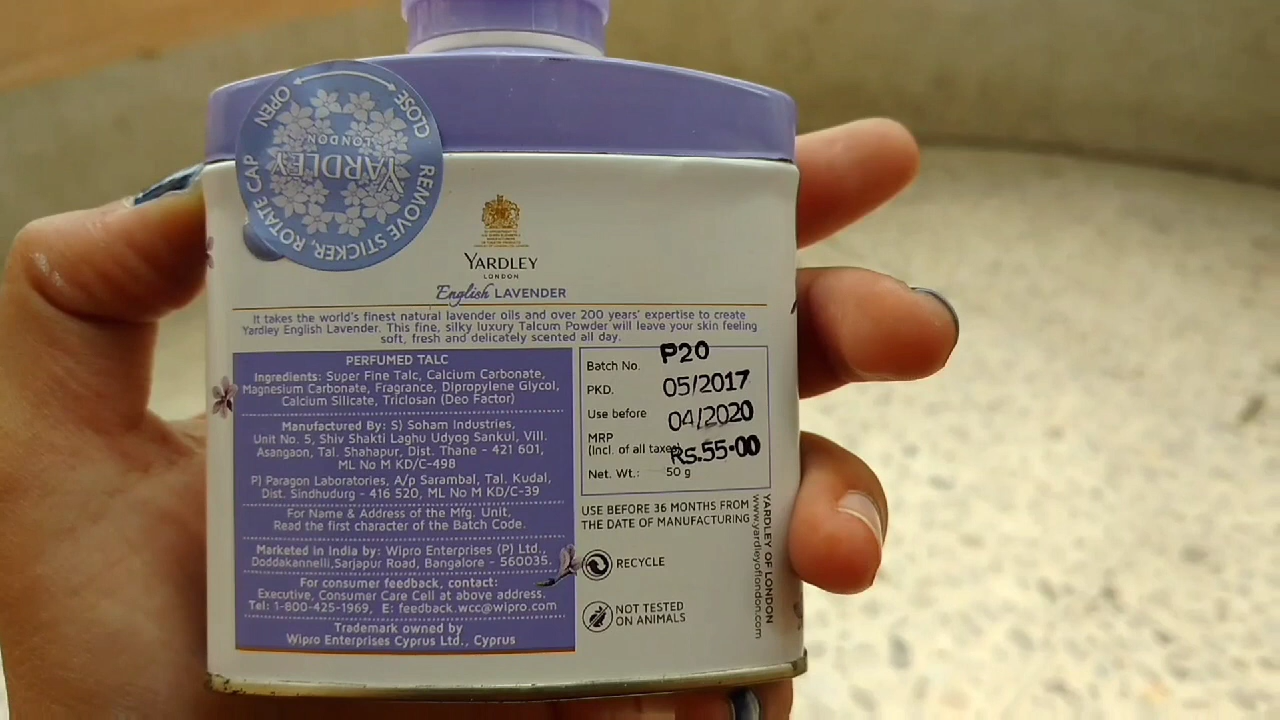 OPEN CLOSE
YARDLEY
LONDON
REMOVE STICKER, ROTATE CAP
YARDLEY
LONDON
English LAVENDER
It takes the world's finest natural lavender oils and over 200 years' expertise to create
Yardley English Lavender. This fine, silky luxury Talcum Powder will leave your skin feeling
soft, fresh and delicately scented all day.
PERFUMED TALC
Ingredients: Super Fine Talc, Calcium Carbonate,
Magnesium Carbonate, Fragrance, Dipropylene Glycol,
Calcium Silicate, Triclosan (Deo Factor)
Manufactured By: S) Soham Industries,
Unit No. 5, Shiv Shakti Laghu Udyog Sankul, Vill.
Asangaon, Tal. Shahapur, Dist. Thane - 421 601,
ML No M KD/C-498
P) Paragon Laboratories, A/p Sarambal, Tal. Kudal,
Dist. Sindhudurg - 416 520, ML No M KD/C-39
For Name & Address of the Mfg. Unit,
Read the first character of the Batch Code.
Marketed in India by: Wipro Enterprises (P) Ltd.,
Doddakannelli,Sarjapur Road, Bangalore - 560035.
For consumer feedback, contact:
Executive, Consumer Care Cell at above address.
Tel: 1-800-425-1969, E: feedback.wcc@wipro.com
Trademark owned by
Wipro Enterprises Cyprus Ltd., Cyprus
Batch No. P20
PKD. 05/2017
Use before 04/2020
MRP
(Incl. of all taxes) Rs.55.00
Net. Wt.: 50 g
USE BEFORE 36 MONTHS FROM
THE DATE OF MANUFACTURING
RECYCLE
NOT TESTED
ON ANIMALS
YARDLEY OF LONDON
www.yardleyoflondon.com